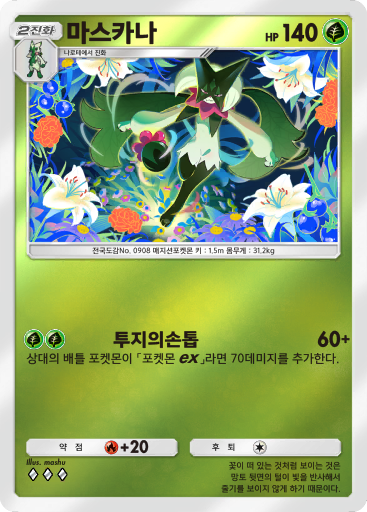 2진화 마스카나 HP 140
나로테에서 진화
전국도감No. 0908 매지션포켓몬 키 : 1.5m 몸무게 : 31.2kg
투지의손톱 60+
상대의 배틀 포켓몬이 「포켓몬 ex」라면 70데미지를 추가한다.
약점 +20 후퇴
Illus. mashu
꽃이 떠 있는 것처럼 보이는 것은
망토 뒷면의 털이 빛을 반사해서
줄기를 보이지 않게 하기 때문이다.